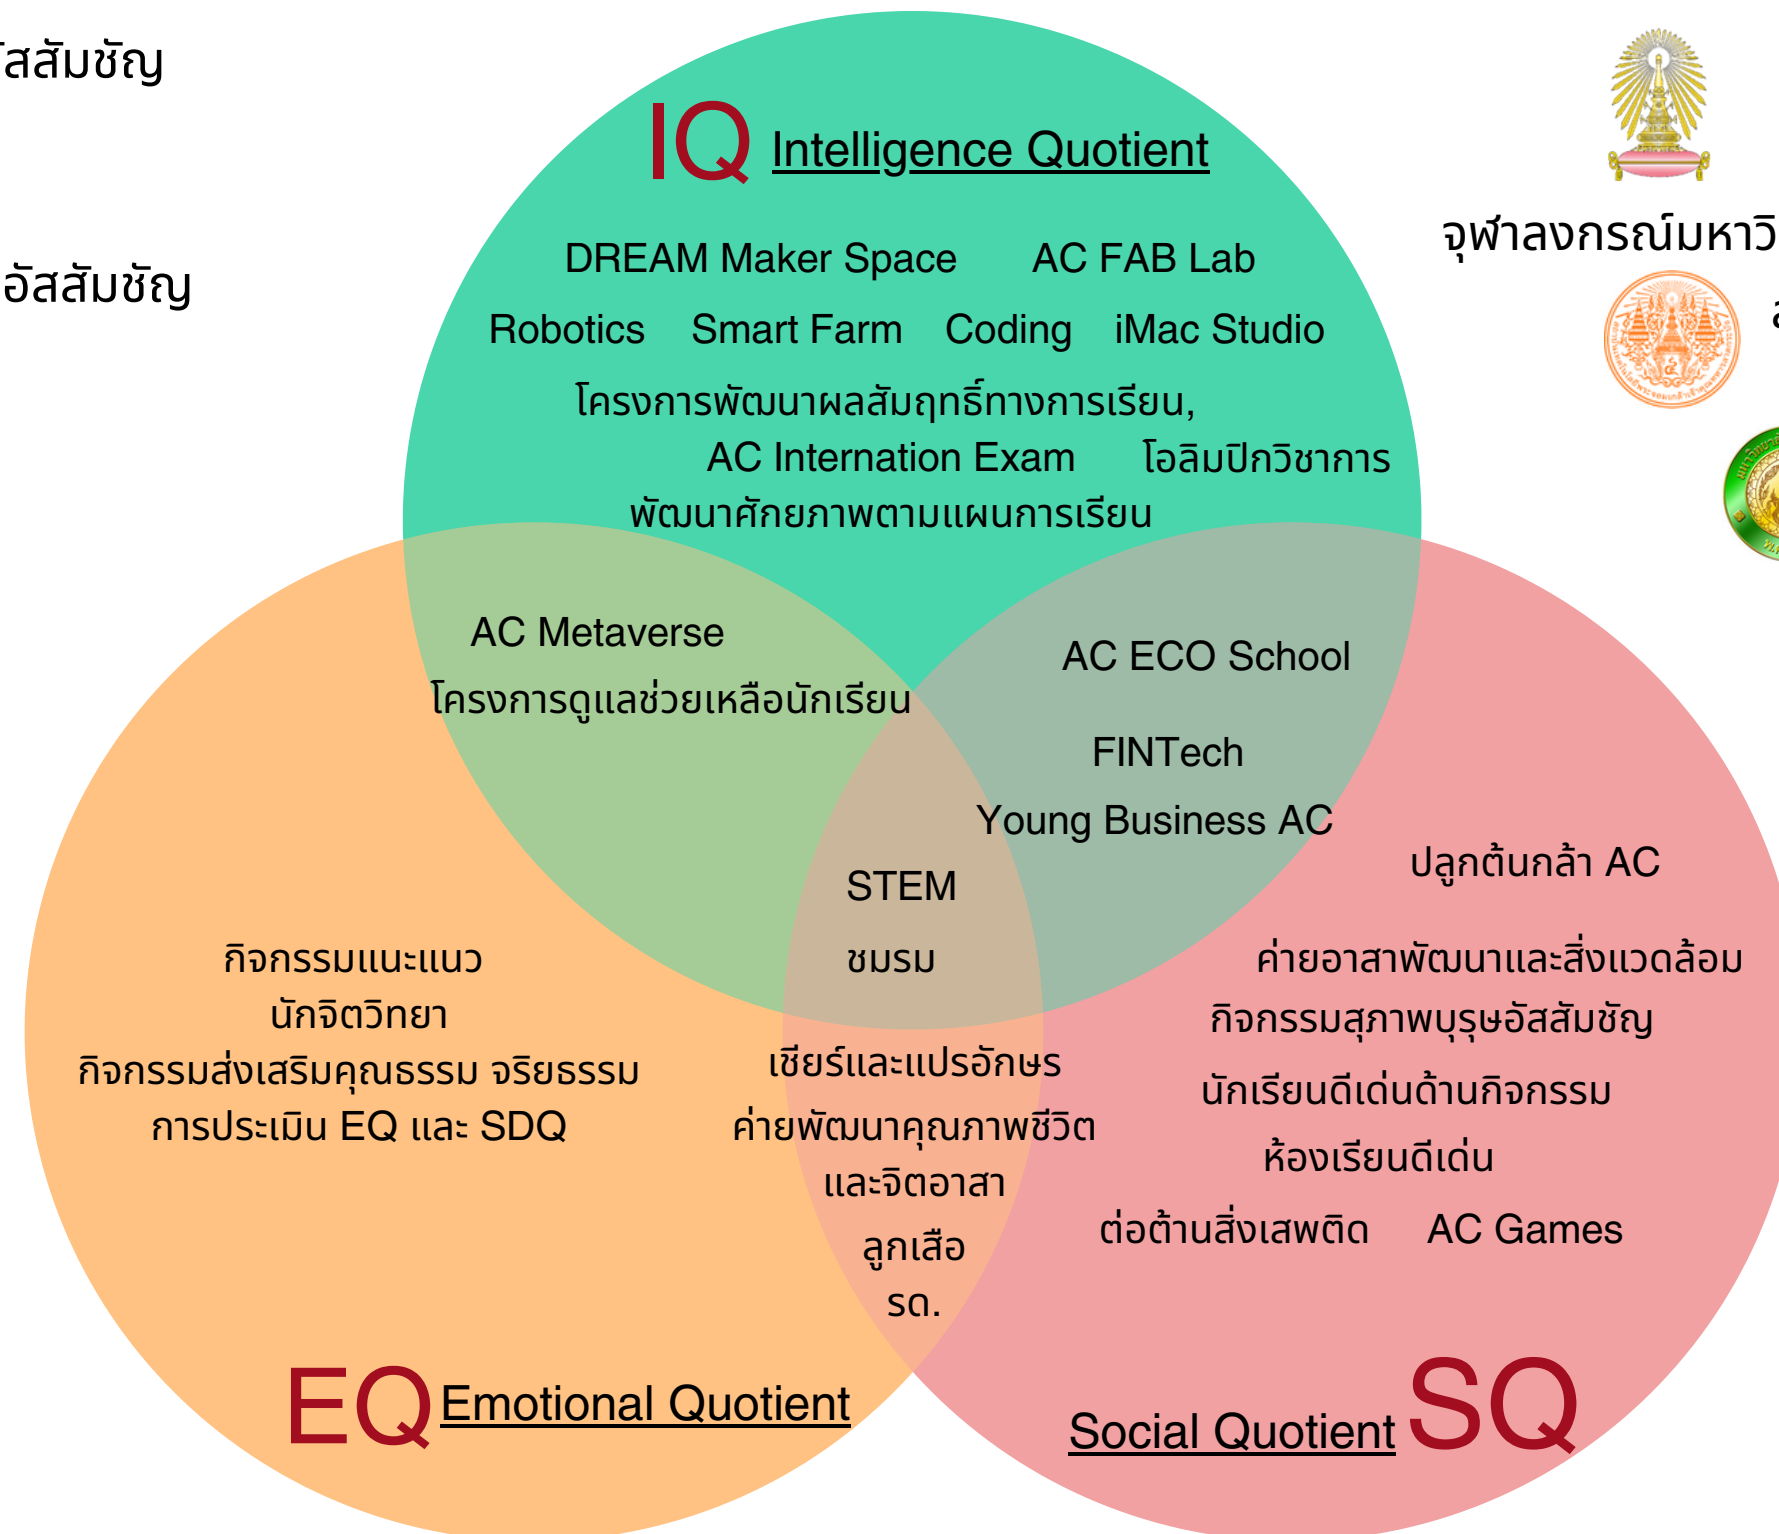 อัสสัมชัญ
IQ Intelligence Quotient
จุฬาลงกรณ์มหาวิ
DREAM Maker Space AC FAB Lab
Robotics Smart Farm Coding iMac Studio
โครงการพัฒนาผลสัมฤทธิ์ทางการเรียน,
AC Internation Exam โอลิมปิกวิชาการ
พัฒนาศักยภาพตามแผนการเรียน
AC Metaverse
โครงการดูแลช่วยเหลือนักเรียน
AC ECO School
FINTech
Young Business AC
STEM
ชมรม
กิจกรรมแนะแนว
นักจิตวิทยา
กิจกรรมส่งเสริมคุณธรรม จริยธรรม
การประเมิน EQ และ SDQ
เชียร์และแปรอักษร
ค่ายพัฒนาคุณภาพชีวิต
และจิตอาสา
ลูกเสือ
รด.
ปลูกต้นกล้า AC
ค่ายอาสาพัฒนาและสิ่งแวดล้อม
กิจกรรมสุภาพบุรุษอัสสัมชัญ
นักเรียนดีเด่นด้านกิจกรรม
ห้องเรียนดีเด่น
ต่อต้านสิ่งเสพติด AC Games
EQ Emotional Quotient
Social Quotient SQ